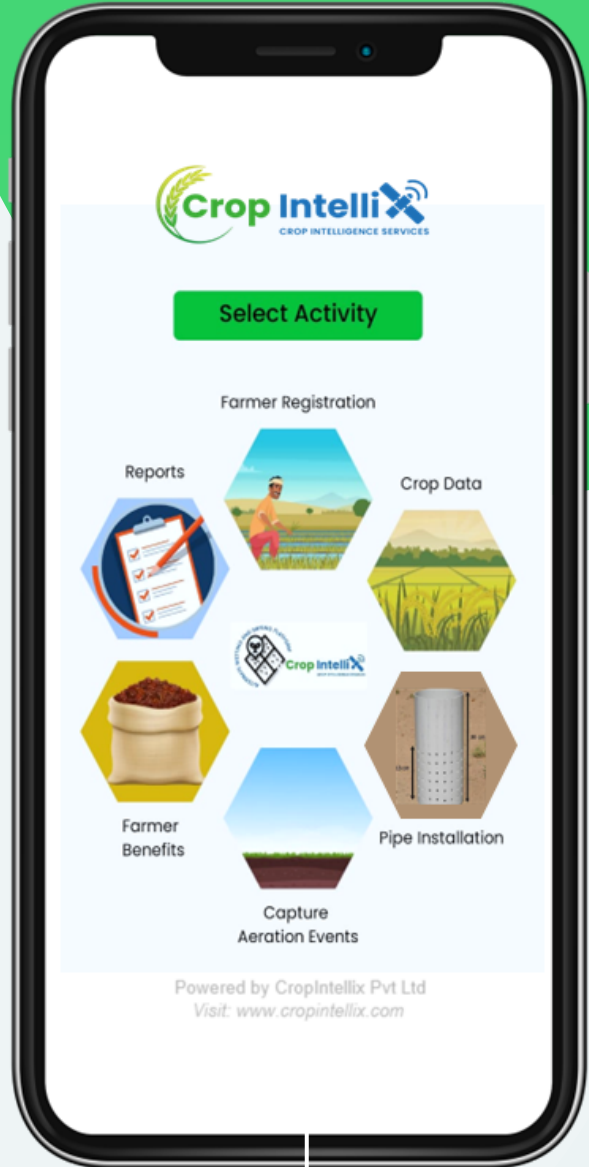 Crop Intellix
CROP INTELLIGENCE SERVICES
Select Activity
Farmer Registration
Reports
Crop Data
Crop Intellix
Farmer
Benefits
Pipe Installation
Capture
Aeration Events
Powered by CropIntellix Pvt Ltd
Visit: www.cropintellix.com